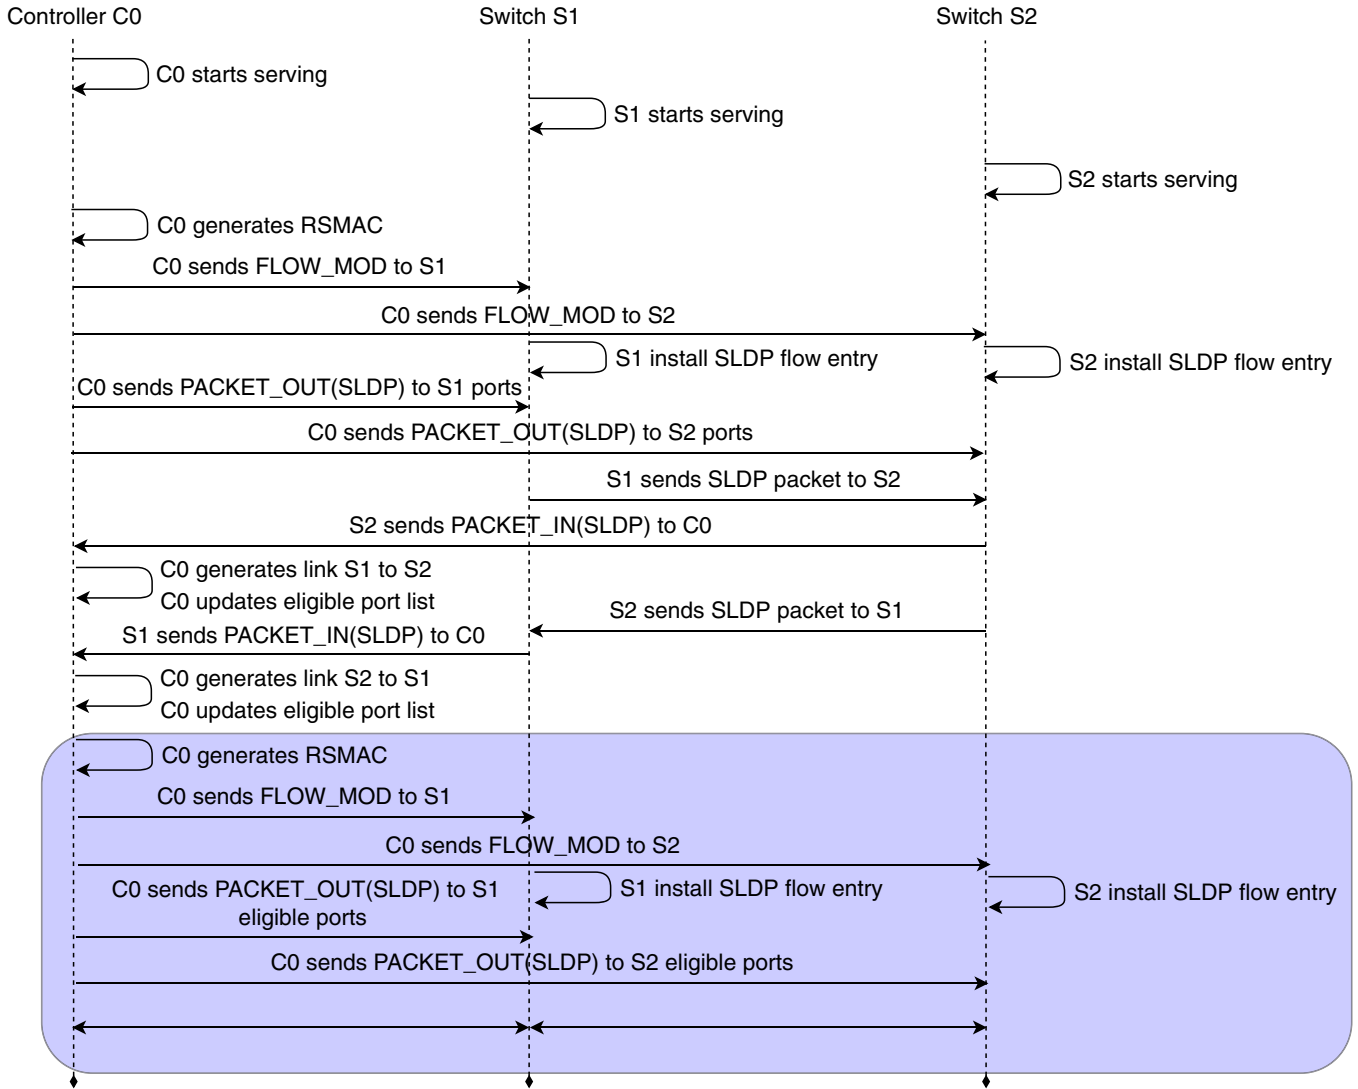 Controller C0
Switch S1
Switch S2
C0 starts serving
S1 starts serving
S2 starts serving
C0 generates RSMAC
C0 sends FLOW_MOD to S1
C0 sends FLOW_MOD to S2
S1 install SLDP flow entry
S2 install SLDP flow entry
C0 sends PACKET_OUT(SLDP) to S1 ports
C0 sends PACKET_OUT(SLDP) to S2 ports
S1 sends SLDP packet to S2
S2 sends PACKET_IN(SLDP) to C0
C0 generates link S1 to S2
C0 updates eligible port list
S2 sends SLDP packet to S1
S1 sends PACKET_IN(SLDP) to C0
C0 generates link S2 to S1
C0 updates eligible port list
C0 generates RSMAC
C0 sends FLOW_MOD to S1
C0 sends FLOW_MOD to S2
C0 sends PACKET_OUT(SLDP) to S1
eligible ports
S1 install SLDP flow entry
S2 install SLDP flow entry
C0 sends PACKET_OUT(SLDP) to S2 eligible ports